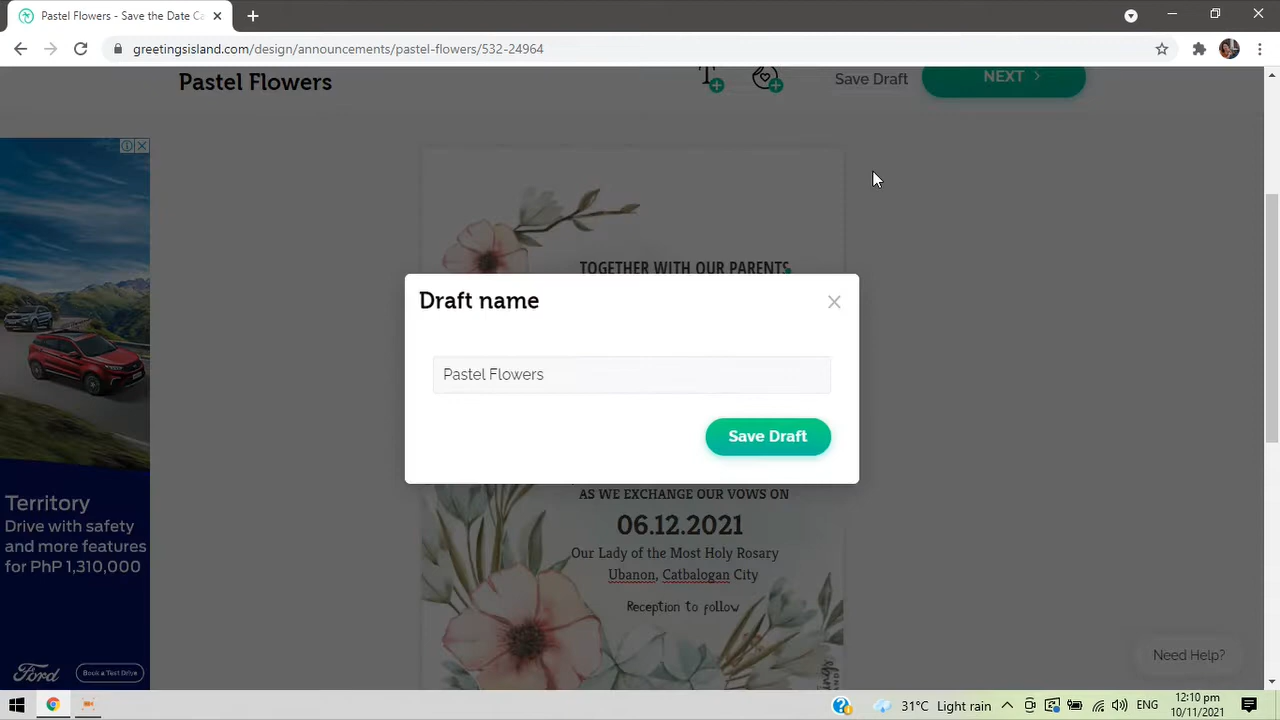 Pastel Flowers - Save the Date Ca
greetingsisland.com/design/announcements/pastel-flowers/532-24964
Pastel Flowers
Save Draft
NEXT
TOGETHER WITH OUR PARENTS
Draft name
Pastel Flowers
Save Draft
AS WE EXCHANGE OUR VOWS ON
06.12.2021
Our Lady of the Most Holy Rosary
Ubanon, Catbalogan City
Reception to follow
Territory
Drive with safety
and more features
for PhP 1,310,000
Ford
Book a Test Drive
Need Help?
31°C Light rain
ENG
12:10 pm
10/11/2021